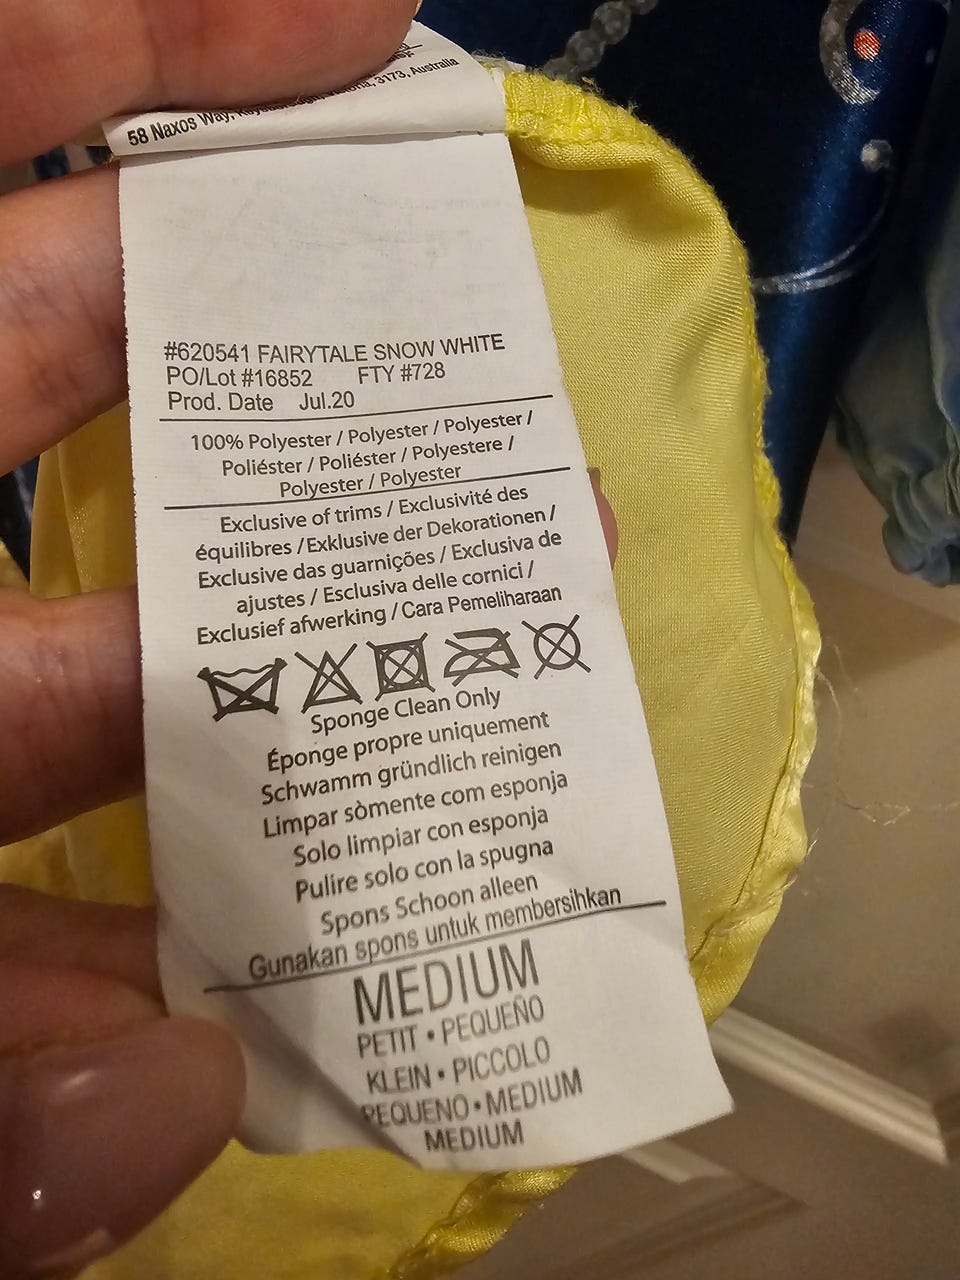 58 Naxos Way, Victoria, 3173, Australia
#620541 FAIRYTALE SNOW WHITE
PO/Lot #16852 FTY #728
Prod. Date Jul.20
100% Polyester / Polyester / Polyester /
Poliéster / Poliéster / Polyestere /
Polyester / Polyester
Exclusive of trims / Exclusivité des
équilibres / Exklusive der Dekorationen /
Exclusive das guarnições / Exclusiva de
ajustes / Esclusiva delle cornici /
Exclusief afwerking / Cara Pemeliharaan
Sponge Clean Only
Éponge propre uniquement
Schwamm gründlich reinigen
Limpar sòmente com esponja
Solo limpiar con esponja
Pulire solo con la spugna
Spons Schoon alleen
Gunakan spons untuk membersihkan
MEDIUM
PETIT • PEQUEÑO
KLEIN • PICCOLO
PEQUENO • MEDIUM
MEDIUM